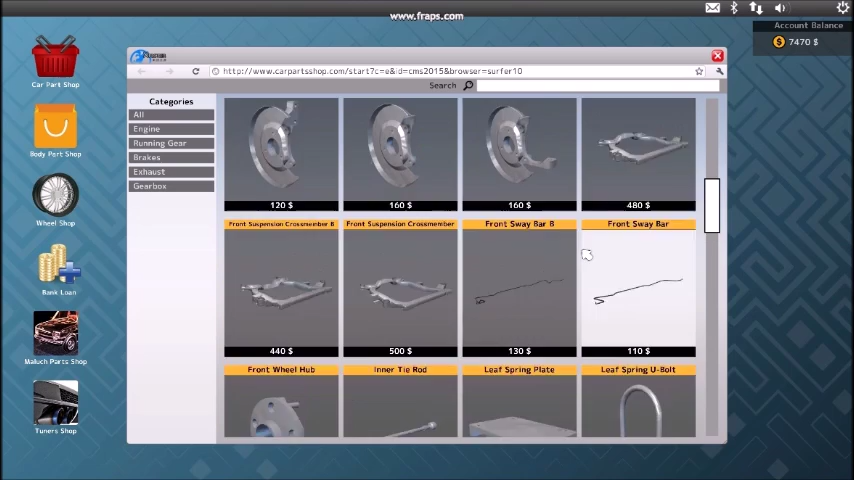 www.fraps.com
Account Balance
7470 $
Car Part Shop
Body Part Shop
Wheel Shop
Bank Loan
Maluch Parts Shop
Tuners Shop
http://www.carpartsshop.com/start?c=e&id=cms2015&browser=surfer10
Search
Categories
All
Engine
Running Gear
Brakes
Exhaust
Gearbox
120 $
160 $
160 $
480 $
Front Suspension Crossmember B
Front Suspension Crossmember
Front Sway Bar B
Front Sway Bar
440 $
500 $
130 $
110 $
Front Wheel Hub
Inner Tie Rod
Leaf Spring Plate
Leaf Spring U-Bolt